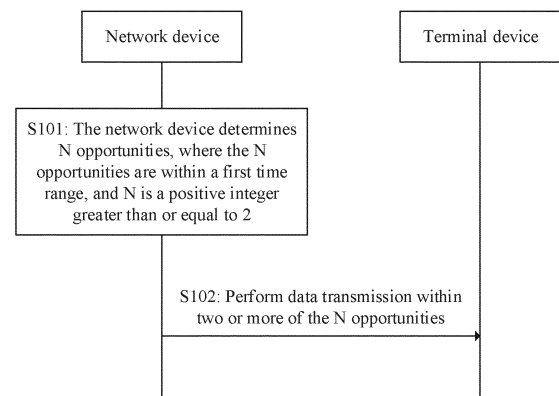 Network device
Terminal device
S101: The network device determines
N opportunities, where the N
opportunities are within a first time
range, and N is a positive integer
greater than or equal to 2
S102: Perform data transmission within
two or more of the N opportunities